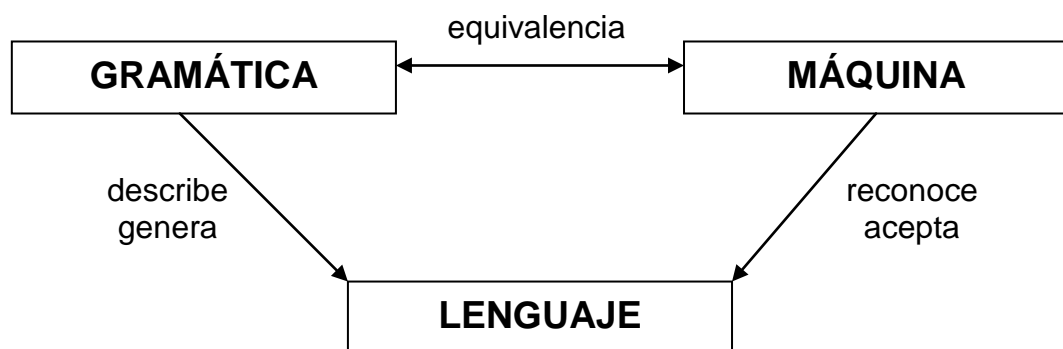 equivalencia
GRAMÁTICA
MÁQUINA
describe
genera
reconoce
acepta
LENGUAJE